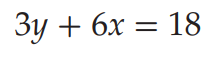 3y + 6x = 18